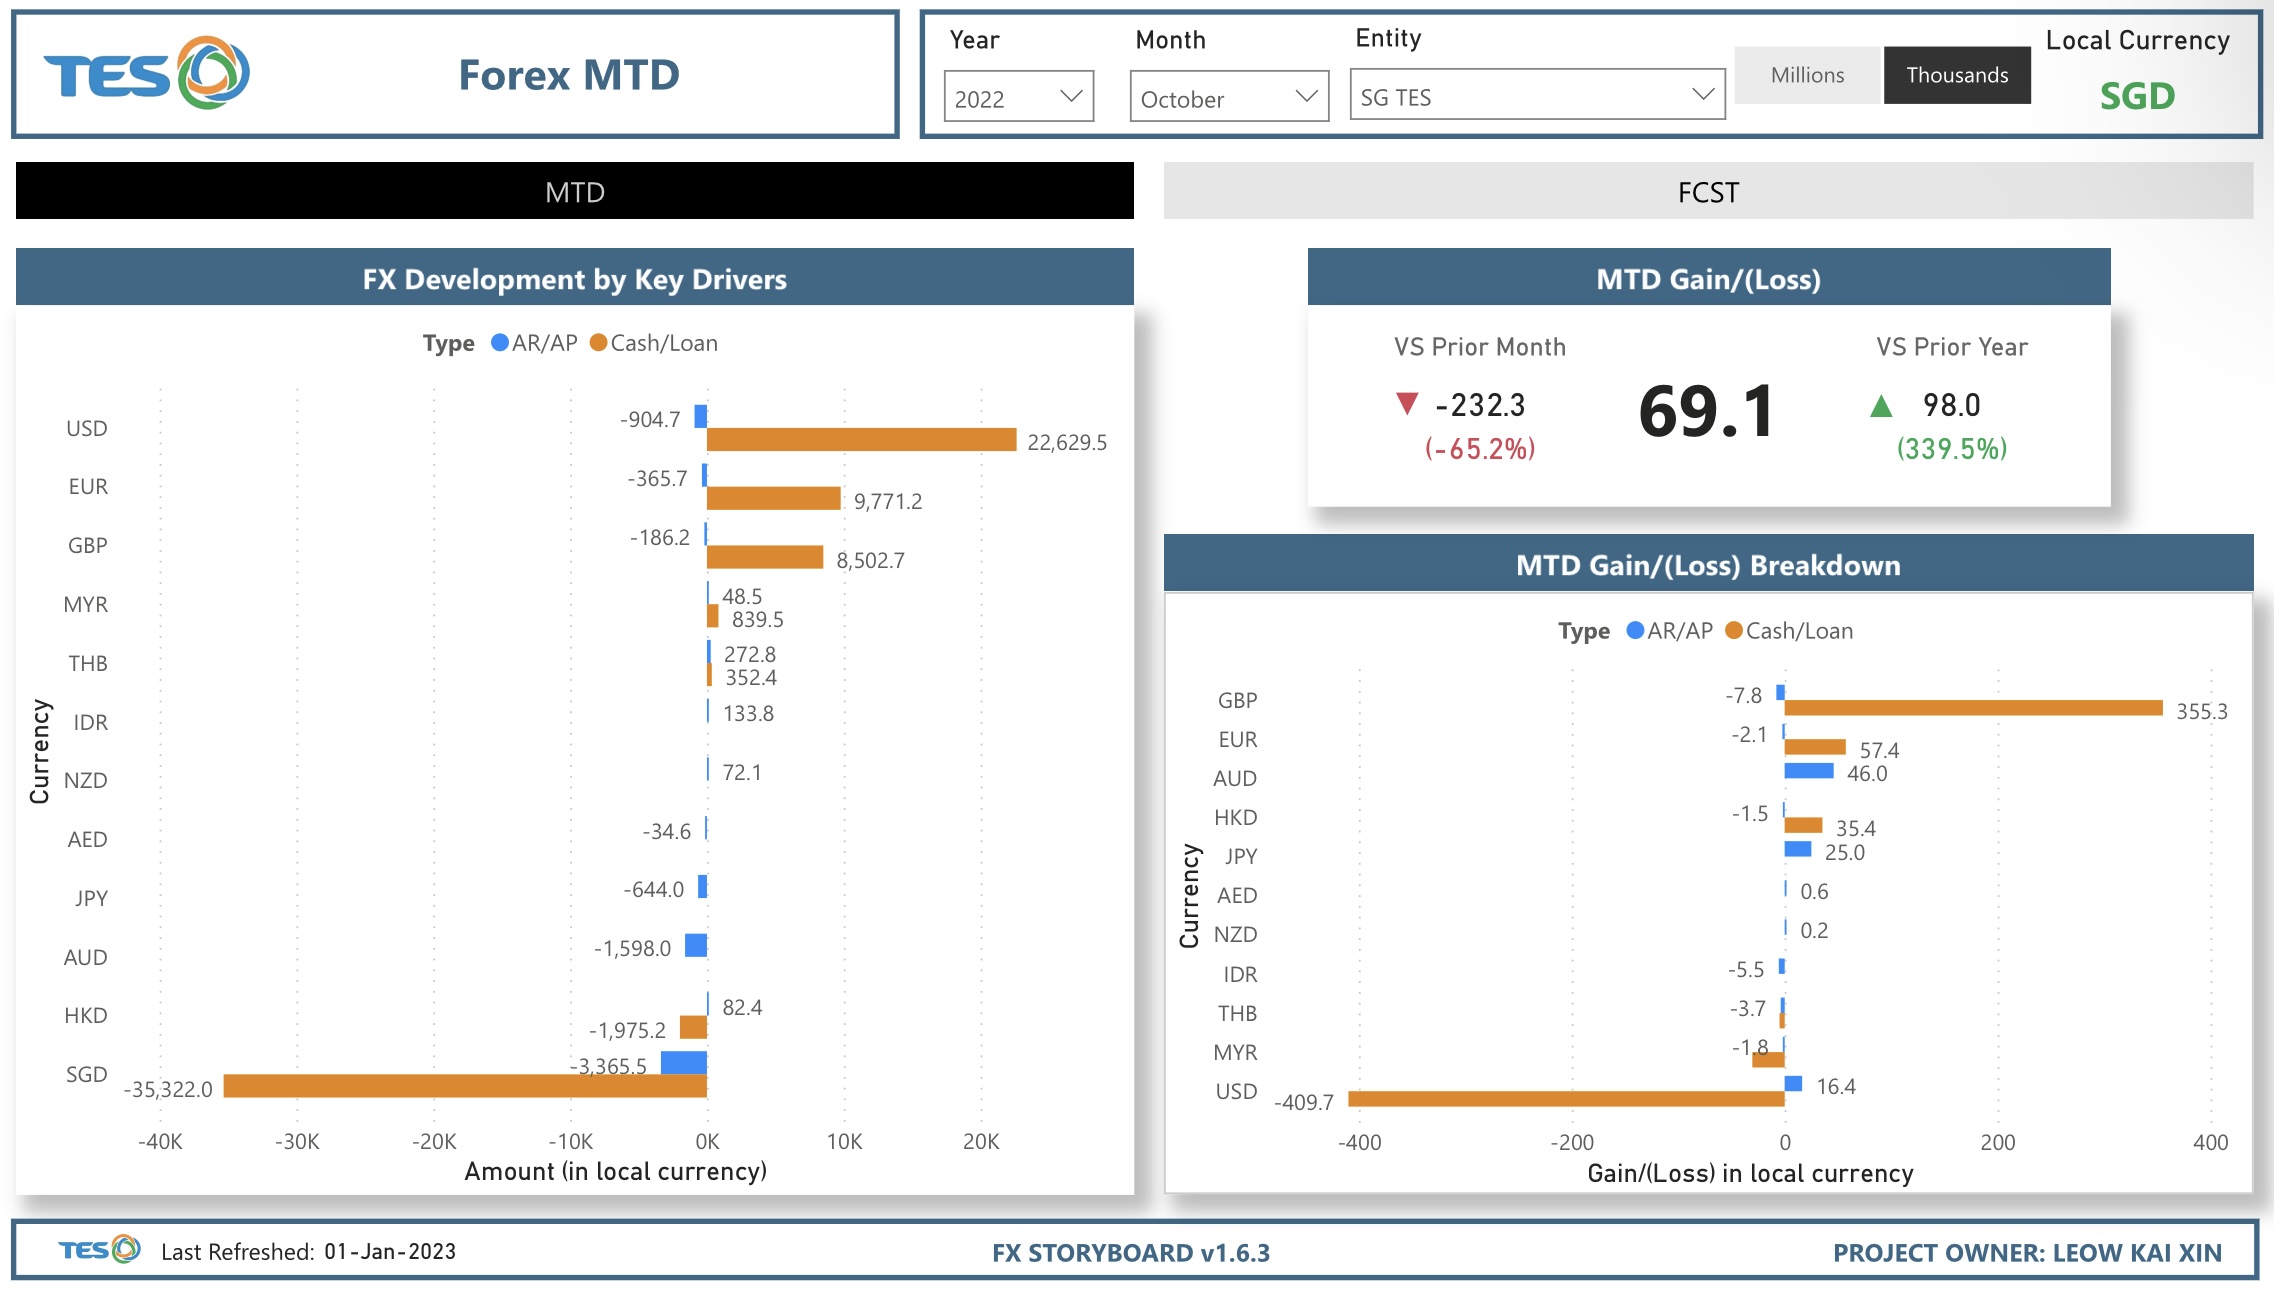 TES
Forex MTD
Year
2022
Month
October
Entity
SG TES
Millions
Thousands
Local Currency
SGD
MTD
FCST
FX Development by Key Drivers
Type AR/AP Cash/Loan
Currency
USD -904.7 22,629.5
EUR -365.7 9,771.2
GBP -186.2 8,502.7
MYR 48.5 839.5
THB 272.8 352.4
IDR 133.8
NZD 72.1
AED -34.6
JPY -644.0
AUD -1,598.0
HKD 82.4 -1,975.2
SGD -3,365.5 -35,322.0
-40K -30K -20K -10K 0K 10K 20K
Amount (in local currency)
MTD Gain/(Loss)
VS Prior Month
-232.3
(-65.2%)
69.1
VS Prior Year
98.0
(339.5%)
MTD Gain/(Loss) Breakdown
Type AR/AP Cash/Loan
Currency
GBP -7.8 355.3
EUR -2.1 57.4
AUD 46.0
HKD -1.5 35.4
JPY 25.0
AED 0.6
NZD 0.2
IDR -5.5
THB -3.7
MYR -1.8
USD 16.4 -409.7
-400 -200 0 200 400
Gain/(Loss) in local currency
TES Last Refreshed: 01-Jan-2023
FX STORYBOARD v1.6.3
PROJECT OWNER: LEOW KAI XIN